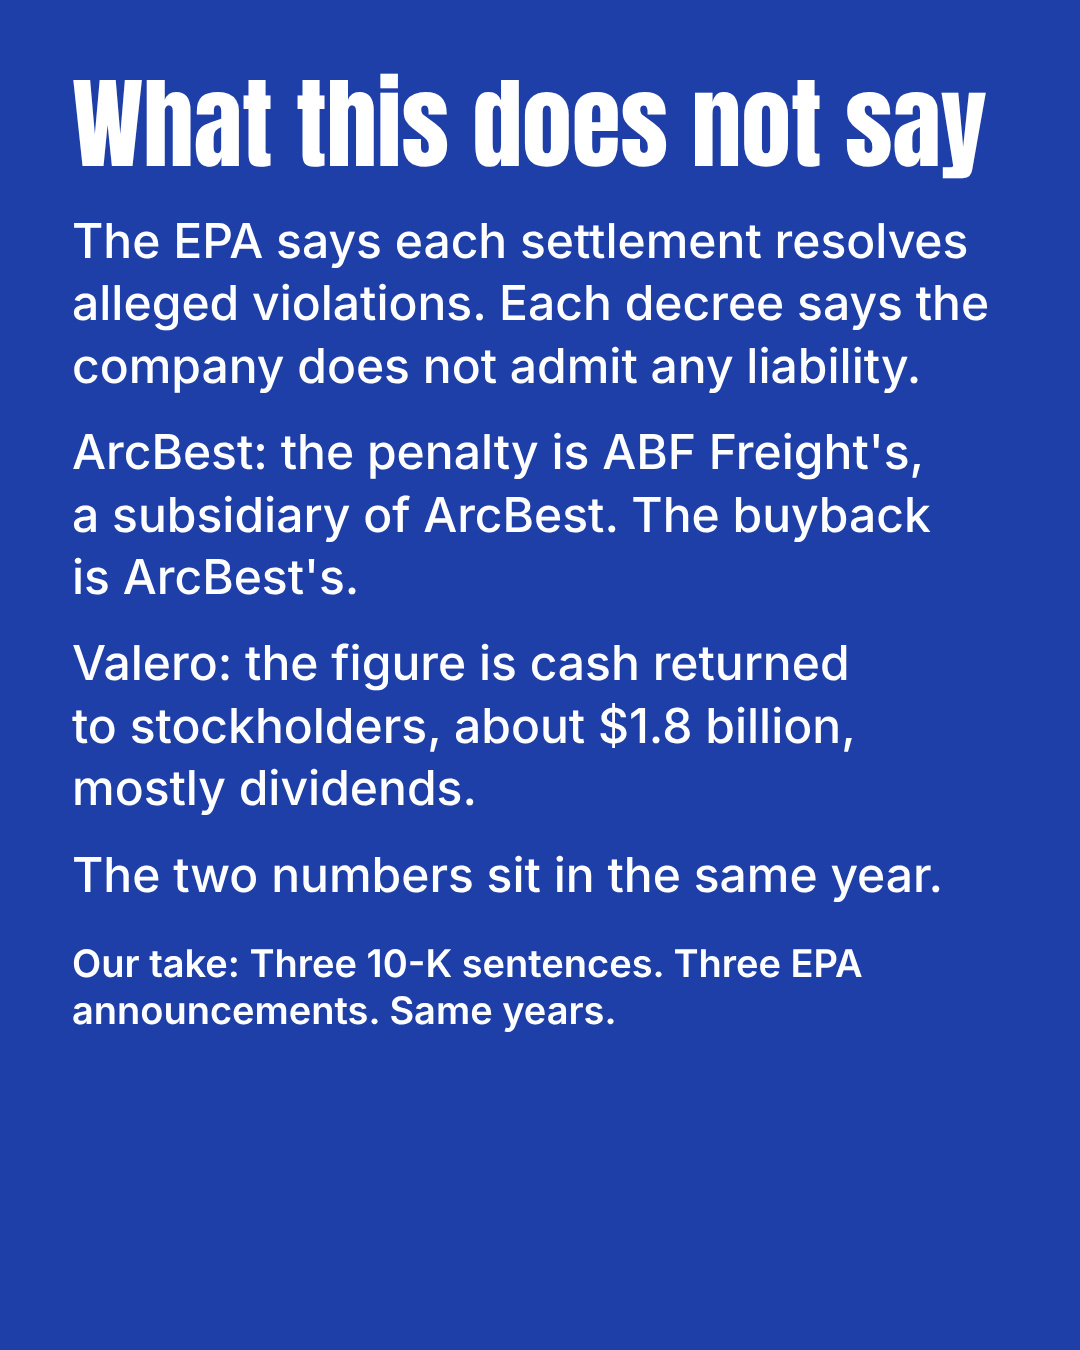 What this does not say
The EPA says each settlement resolves
alleged violations. Each decree says the
company does not admit any liability.
ArcBest: the penalty is ABF Freight's,
a subsidiary of ArcBest. The buyback
is ArcBest's.
Valero: the figure is cash returned
to stockholders, about $1.8 billion,
mostly dividends.
The two numbers sit in the same year.
Our take: Three 10-K sentences. Three EPA
announcements. Same years.